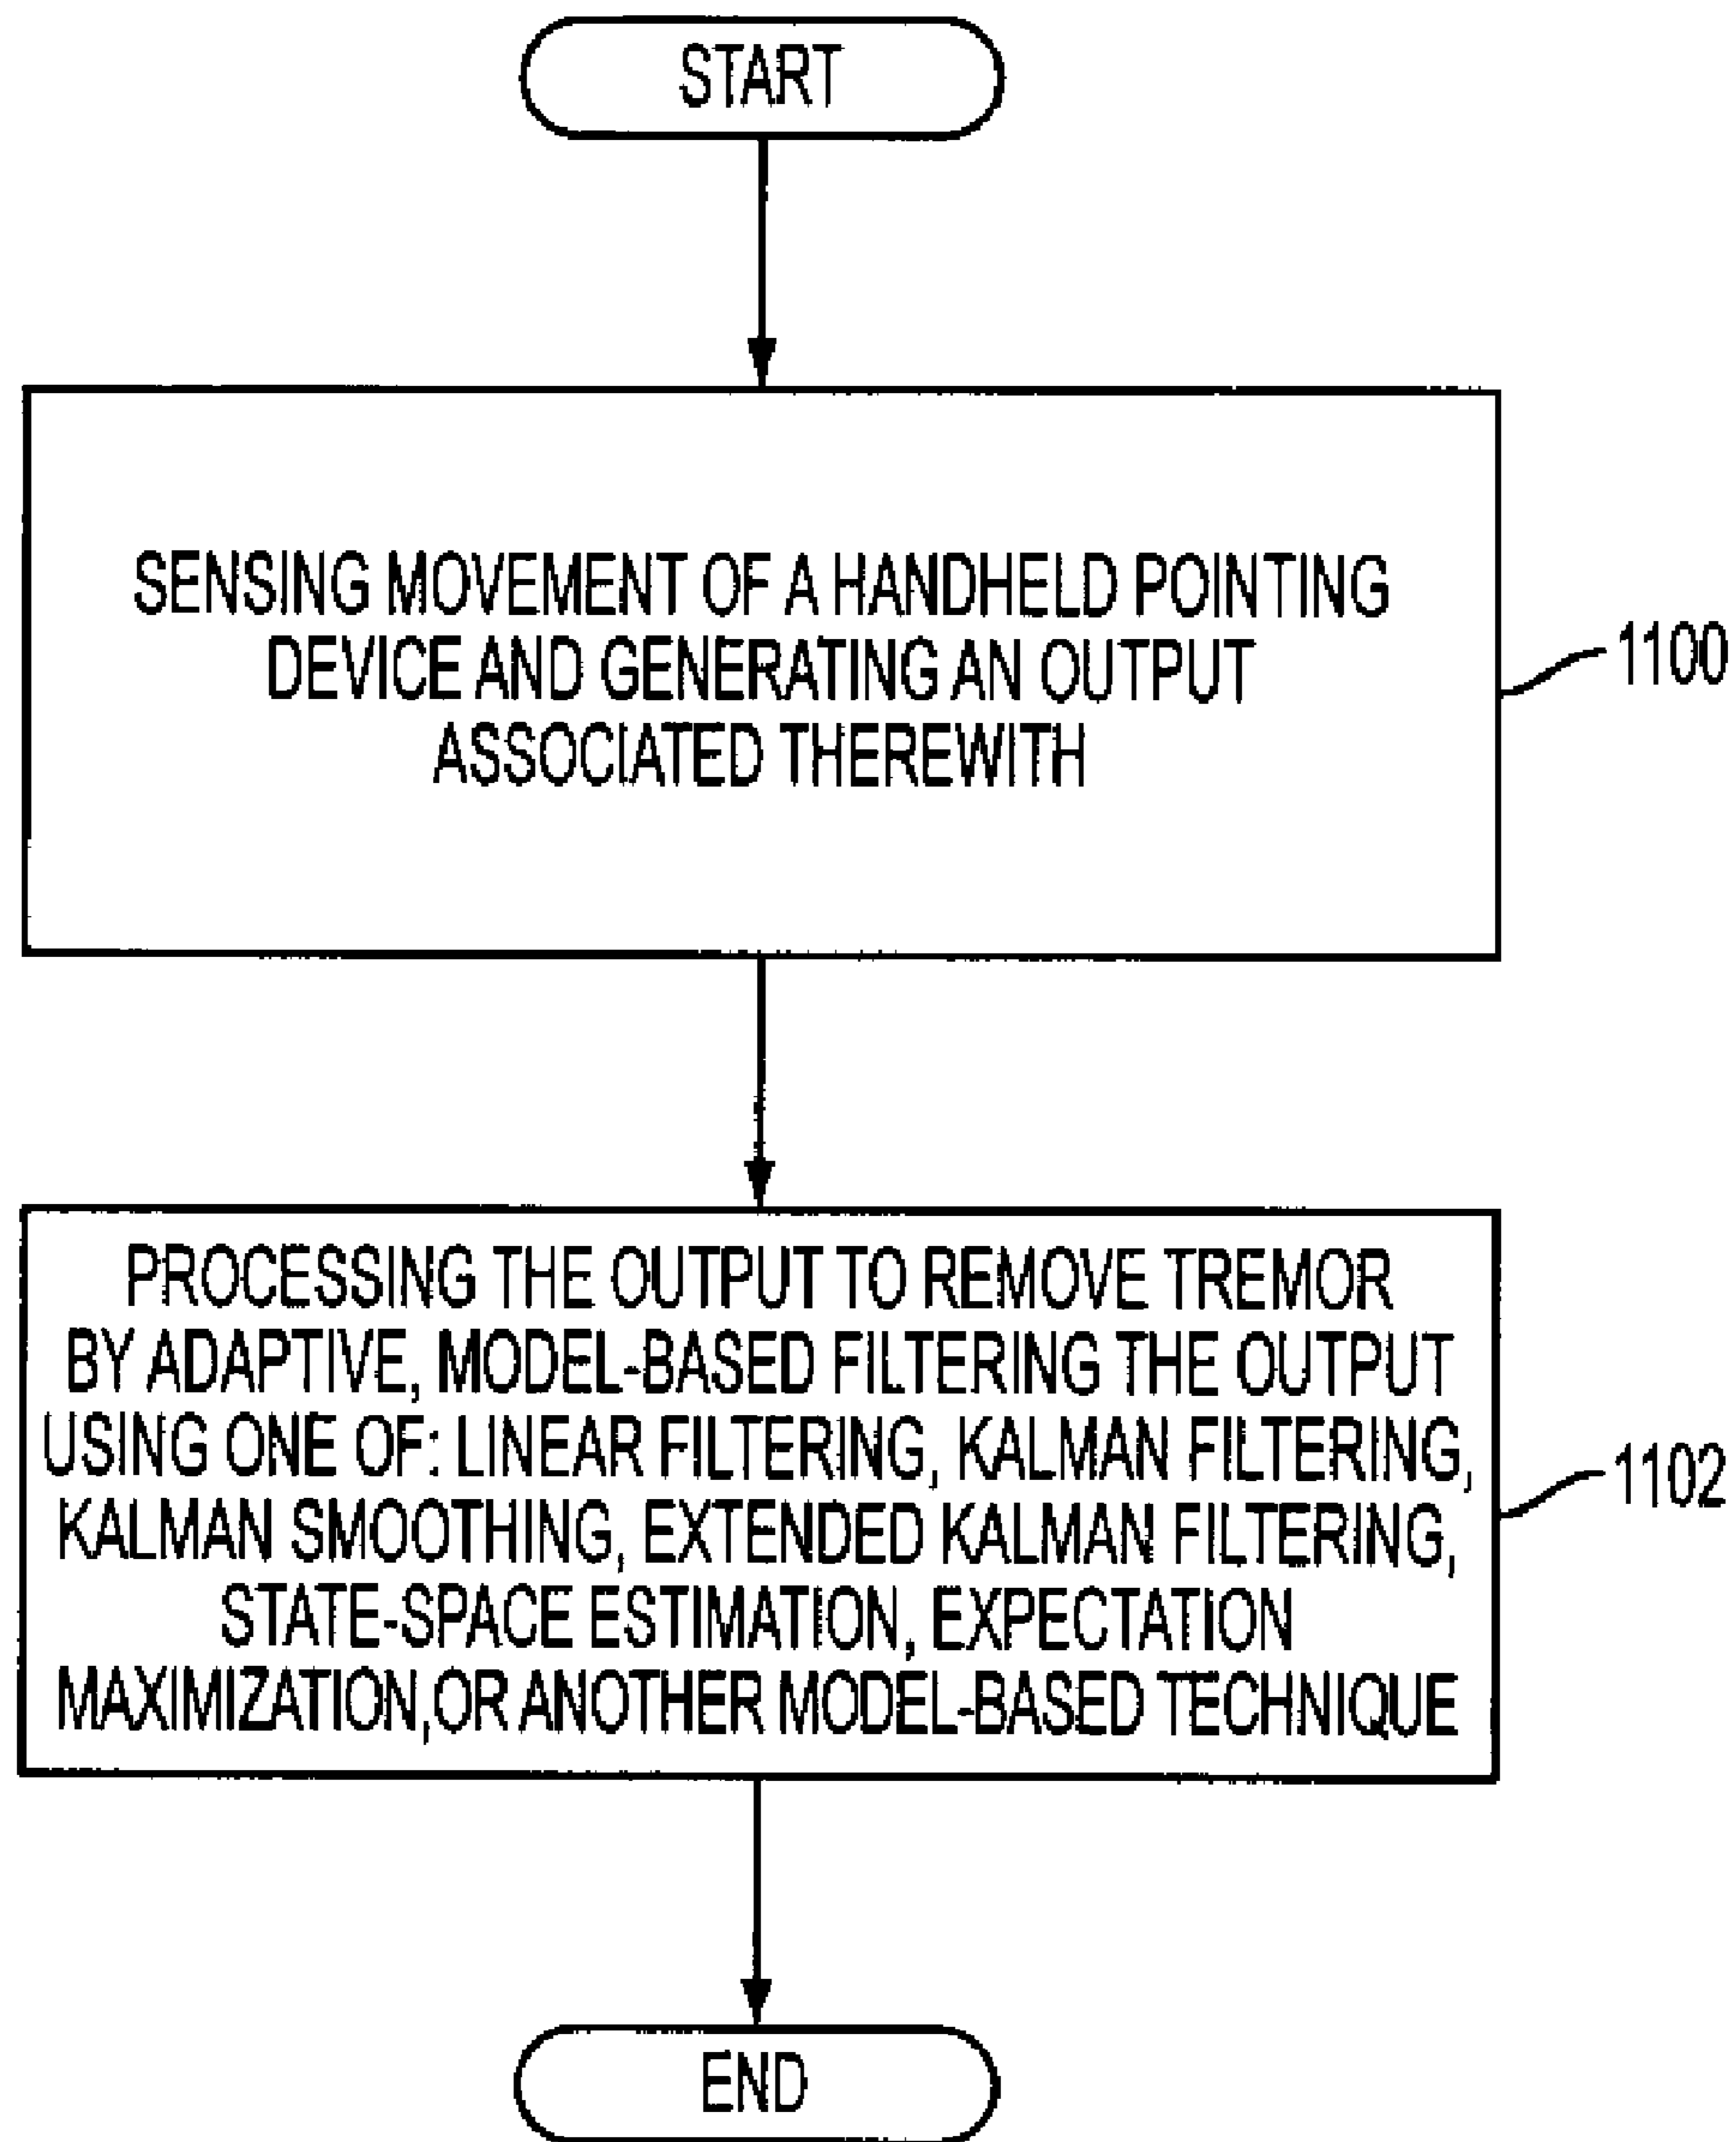 START
SENSING MOVEMENT OF A HANDHELD POINTING
DEVICE AND GENERATING AN OUTPUT
ASSOCIATED THEREWITH
1100
PROCESSING THE OUTPUT TO REMOVE TREMOR
BY ADAPTIVE, MODEL-BASED FILTERING THE OUTPUT
USING ONE OF: LINEAR FILTERING, KALMAN FILTERING,
KALMAN SMOOTHING, EXTENDED KALMAN FILTERING,
STATE-SPACE ESTIMATION, EXPECTATION
MAXIMIZATION, OR ANOTHER MODEL-BASED TECHNIQUE
1102
END